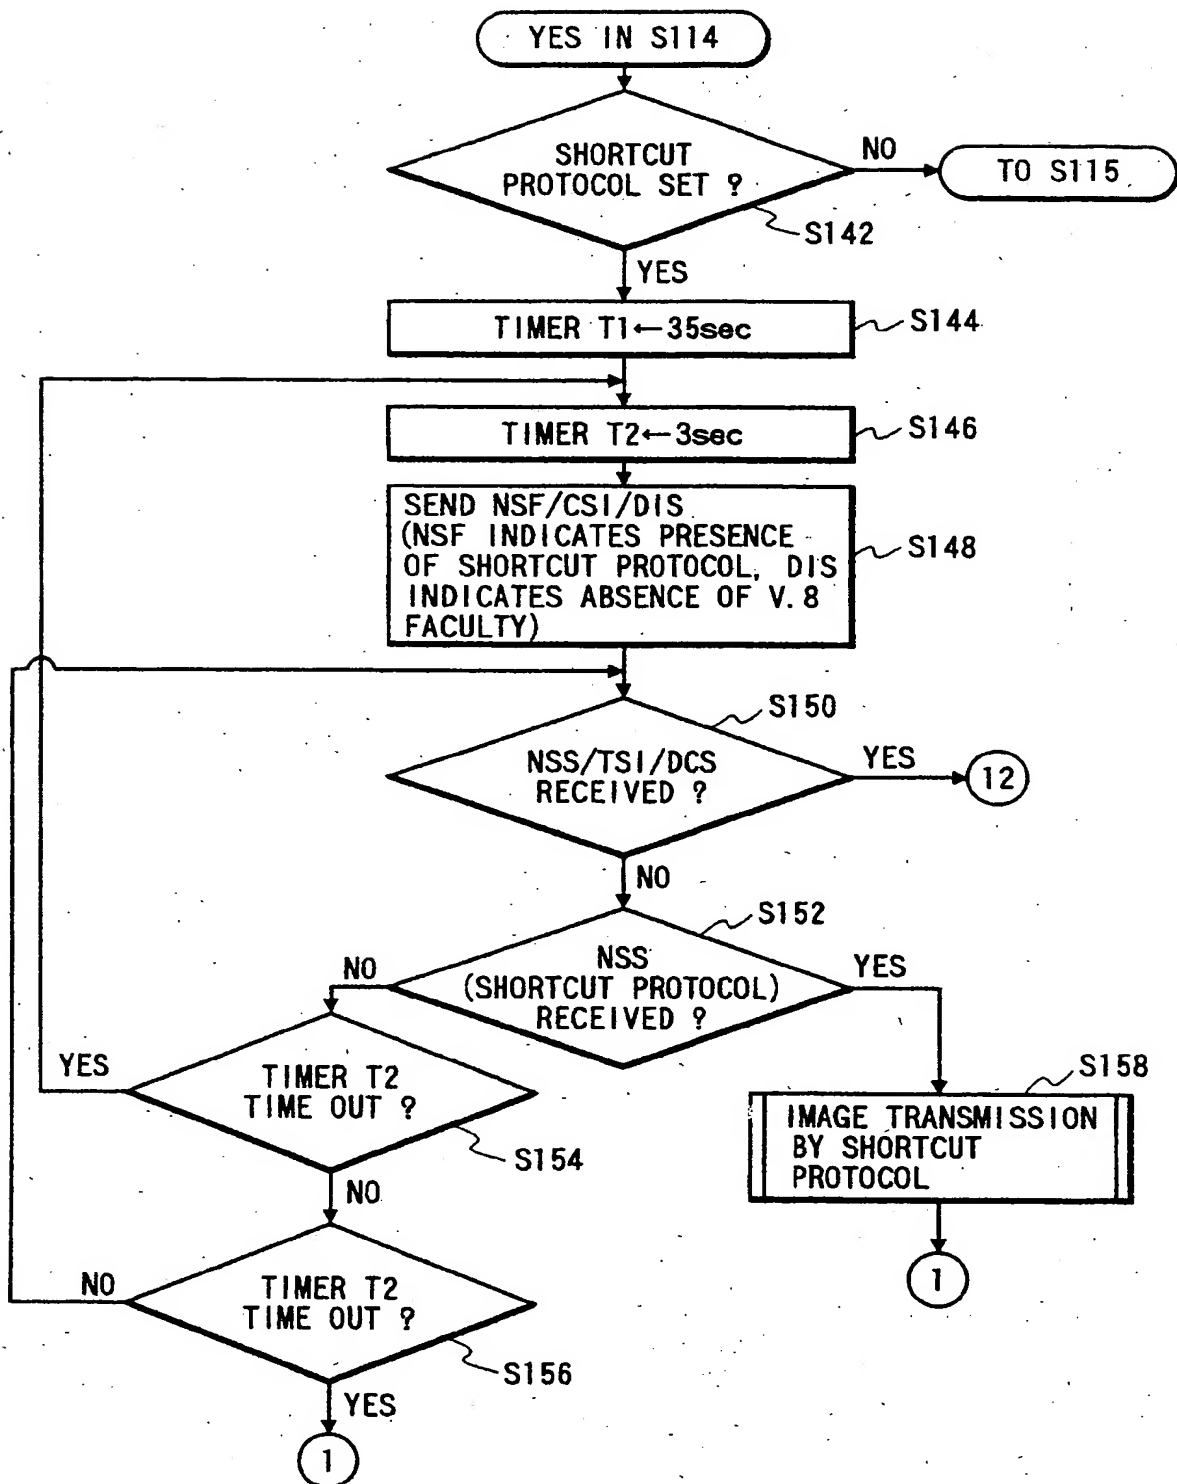 YES IN S114
SHORTCUT
PROTOCOL SET ?
NO
TO S115
S142
YES
TIMER T1←35sec
S144
TIMER T2←3sec
S146
SEND NSF/CSI/DIS
(NSF INDICATES PRESENCE
OF SHORTCUT PROTOCOL, DIS
INDICATES ABSENCE OF V.8
FACULTY)
S148
S150
NSS/TSI/DCS
RECEIVED ?
YES
12
NO
S152
NSS
(SHORTCUT PROTOCOL)
RECEIVED ?
NO
YES
YES
TIMER T2
TIME OUT ?
S154
S158
IMAGE TRANSMISSION
BY SHORTCUT
PROTOCOL
NO
1
NO
TIMER T2
TIME OUT ?
S156
YES
1